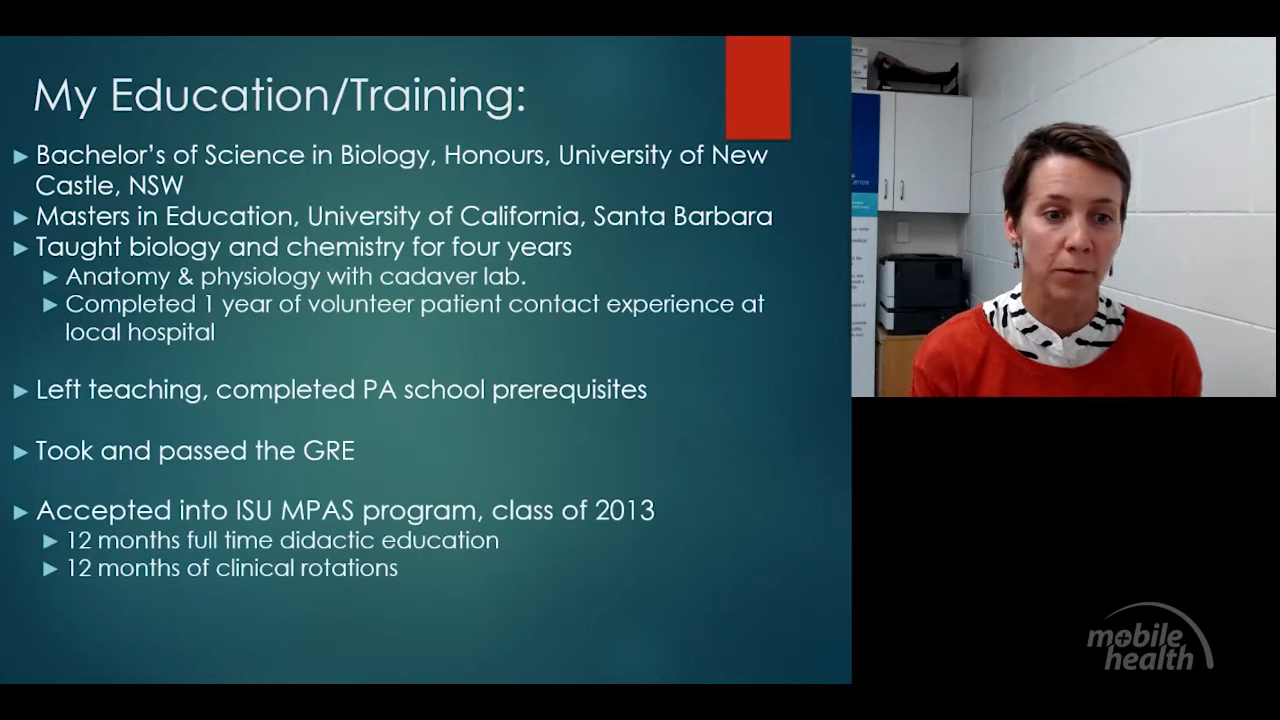 My Education/Training:
Bachelor's of Science in Biology, Honours, University of New
Castle, NSW
Masters in Education, University of California, Santa Barbara
Taught biology and chemistry for four years
Anatomy & physiology with cadaver lab.
Completed 1 year of volunteer patient contact experience at
local hospital
Left teaching, completed PA school prerequisites
Took and passed the GRE
Accepted into ISU MPAS program, class of 2013
12 months full time didactic education
12 months of clinical rotations
mobile
health